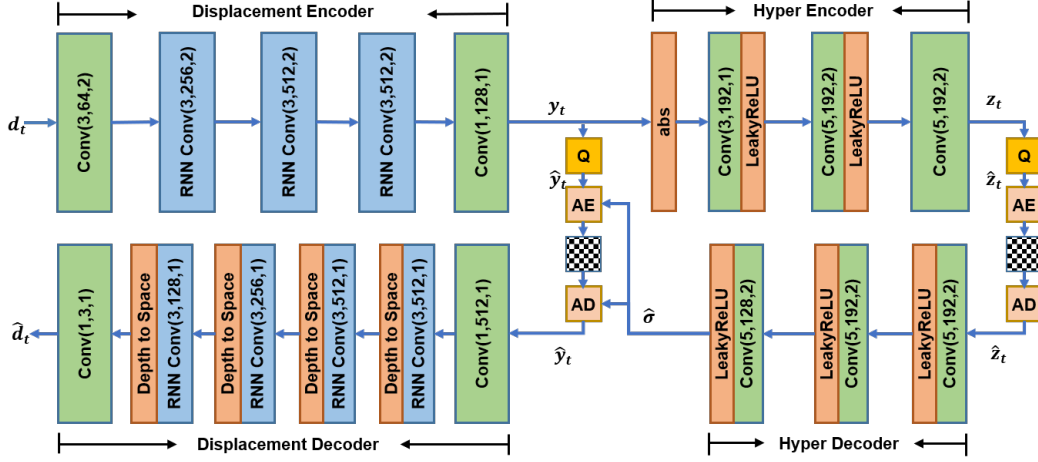 Displacement Encoder
Hyper Encoder
d_t
Conv(3,64,2)
RNN Conv(3,256,2)
RNN Conv(3,512,2)
RNN Conv(3,512,2)
Conv(1,128,1)
y_t
abs
Conv(3,192,1)
LeakyReLU
Conv(5,192,2)
LeakyReLU
Conv(5,192,2)
z_t
Q
ŷ_t
AE
AD
Q
ẑ_t
AE
AD
d̂_t
Conv(1,3,1)
Depth to Space
RNN Conv(3,128,1)
Depth to Space
RNN Conv(3,256,1)
Depth to Space
RNN Conv(3,512,1)
Depth to Space
RNN Conv(3,512,1)
Conv(1,512,1)
ŷ_t
σ̂
LeakyReLU
Conv(5,128,2)
LeakyReLU
Conv(5,192,2)
LeakyReLU
Conv(5,192,2)
ẑ_t
Displacement Decoder
Hyper Decoder